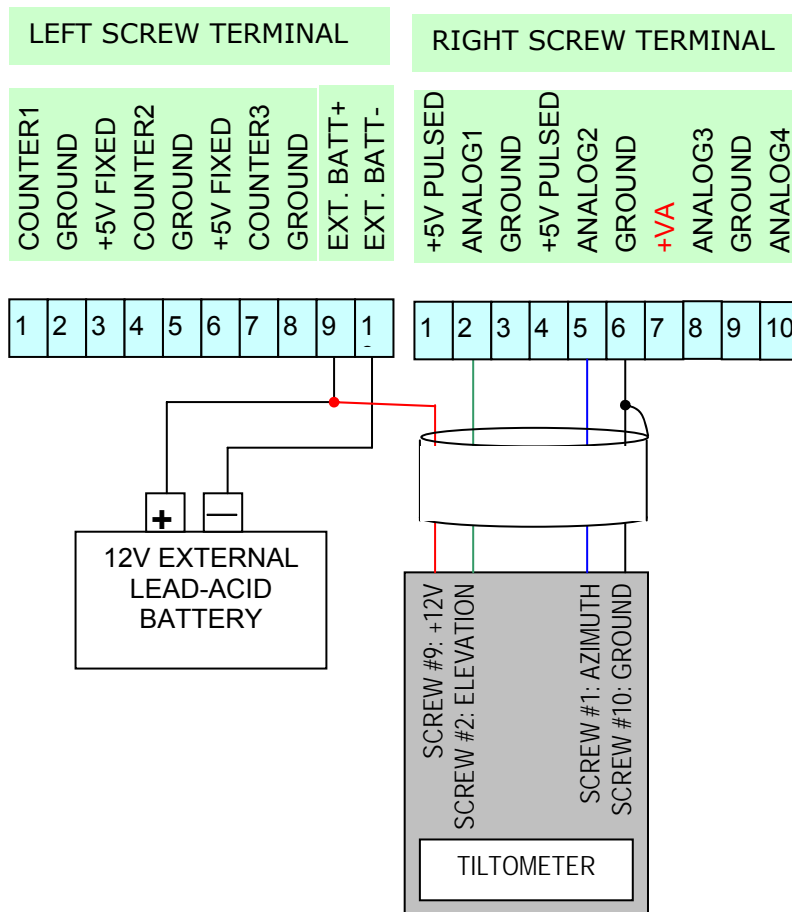 LEFT SCREW TERMINAL
RIGHT SCREW TERMINAL
COUNTER1
GROUND
+5V FIXED
COUNTER2
GROUND
+5V FIXED
COUNTER3
GROUND
EXT. BATT+
EXT. BATT-
+5V PULSED
ANALOG1
GROUND
+5V PULSED
ANALOG2
GROUND
+VA
ANALOG3
GROUND
ANALOG4
1 2 3 4 5 6 7 8 9 1
1 2 3 4 5 6 7 8 9 10
+ —
12V EXTERNAL
LEAD-ACID
BATTERY
SCREW #9: +12V
SCREW #2: ELEVATION
SCREW #1: AZIMUTH
SCREW #10: GROUND
TILTOMETER